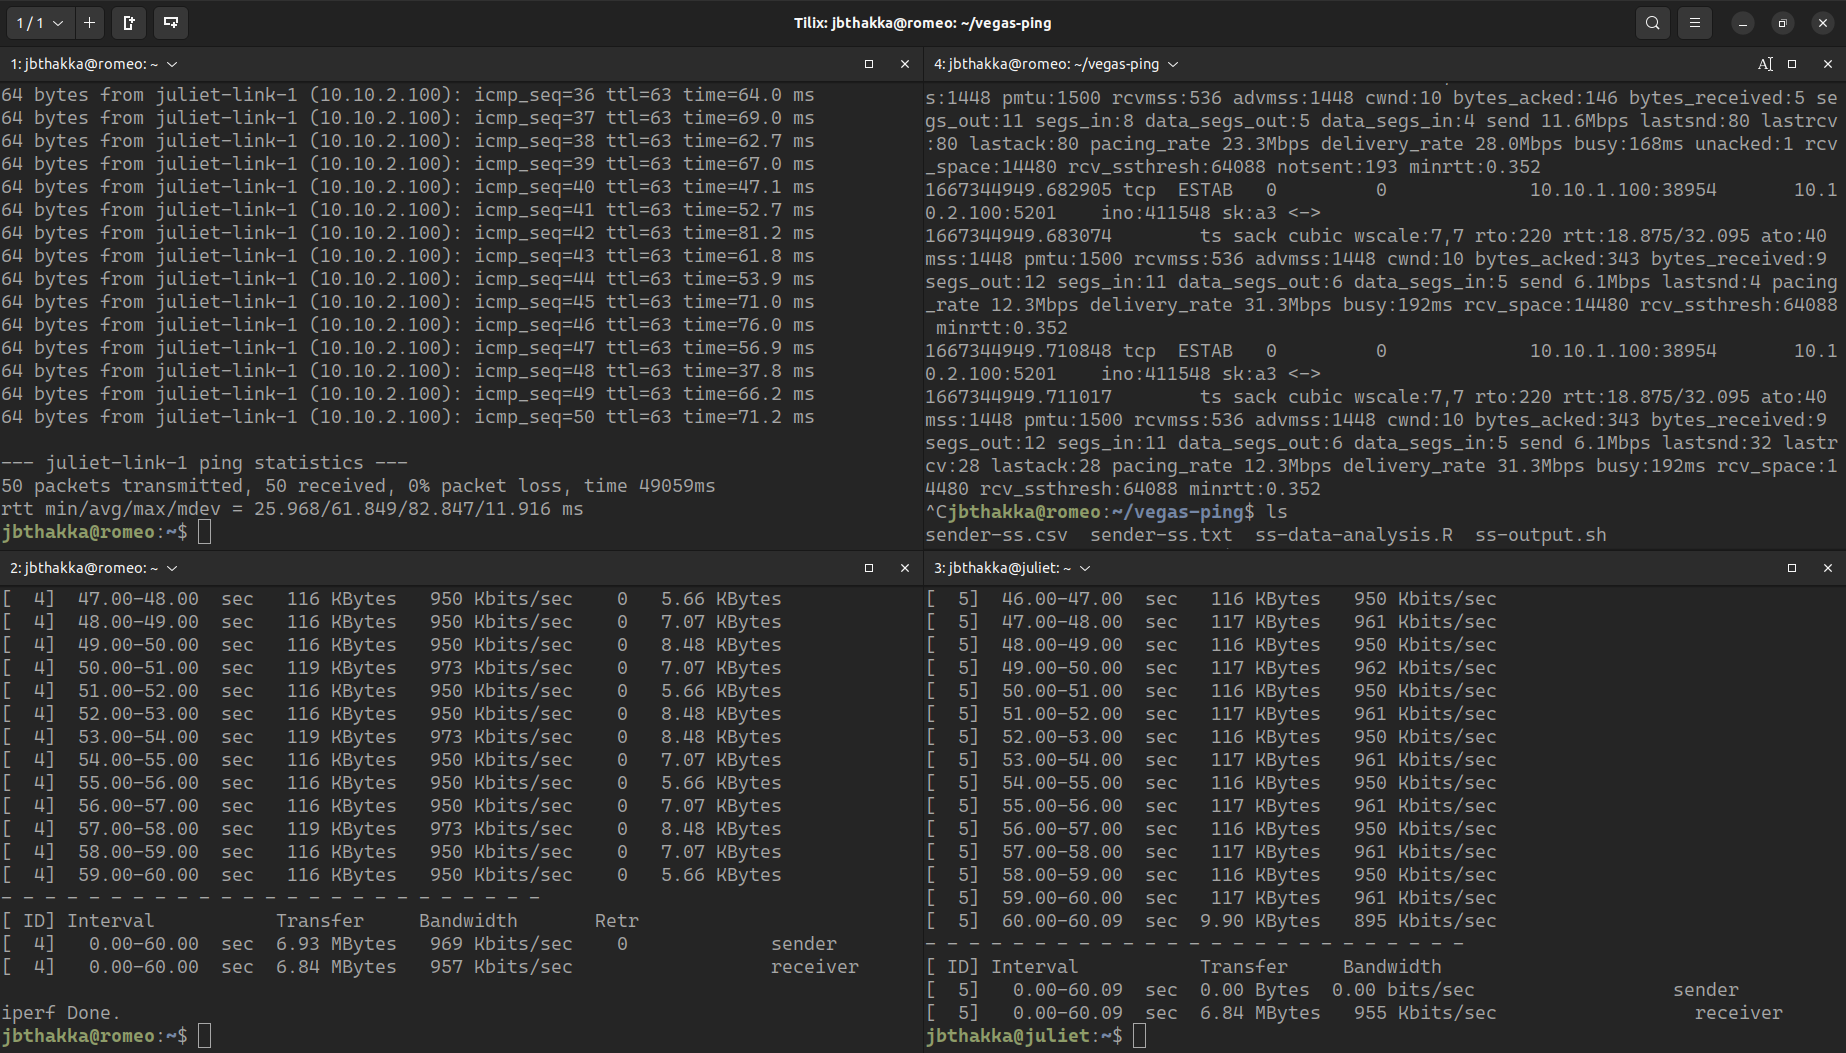 1 / 1
Tilix: jbthakka@romeo: ~/vegas-ping
1: jbthakka@romeo: ~
64 bytes from juliet-link-1 (10.10.2.100): icmp_seq=36 ttl=63 time=64.0 ms
64 bytes from juliet-link-1 (10.10.2.100): icmp_seq=37 ttl=63 time=69.0 ms
64 bytes from juliet-link-1 (10.10.2.100): icmp_seq=38 ttl=63 time=62.7 ms
64 bytes from juliet-link-1 (10.10.2.100): icmp_seq=39 ttl=63 time=67.0 ms
64 bytes from juliet-link-1 (10.10.2.100): icmp_seq=40 ttl=63 time=47.1 ms
64 bytes from juliet-link-1 (10.10.2.100): icmp_seq=41 ttl=63 time=52.7 ms
64 bytes from juliet-link-1 (10.10.2.100): icmp_seq=42 ttl=63 time=81.2 ms
64 bytes from juliet-link-1 (10.10.2.100): icmp_seq=43 ttl=63 time=61.8 ms
64 bytes from juliet-link-1 (10.10.2.100): icmp_seq=44 ttl=63 time=53.9 ms
64 bytes from juliet-link-1 (10.10.2.100): icmp_seq=45 ttl=63 time=71.0 ms
64 bytes from juliet-link-1 (10.10.2.100): icmp_seq=46 ttl=63 time=76.0 ms
64 bytes from juliet-link-1 (10.10.2.100): icmp_seq=47 ttl=63 time=56.9 ms
64 bytes from juliet-link-1 (10.10.2.100): icmp_seq=48 ttl=63 time=37.8 ms
64 bytes from juliet-link-1 (10.10.2.100): icmp_seq=49 ttl=63 time=66.2 ms
64 bytes from juliet-link-1 (10.10.2.100): icmp_seq=50 ttl=63 time=71.2 ms
--- juliet-link-1 ping statistics ---
50 packets transmitted, 50 received, 0% packet loss, time 49059ms
rtt min/avg/max/mdev = 25.968/61.849/82.847/11.916 ms
jbthakka@romeo:~$
4: jbthakka@romeo: ~/vegas-ping
s:1448 pmtu:1500 rcvmss:536 advmss:1448 cwnd:10 bytes_acked:146 bytes_received:5 se
gs_out:11 segs_in:8 data_segs_out:5 data_segs_in:4 send 11.6Mbps lastsnd:80 lastrcv
:80 lastack:80 pacing_rate 23.3Mbps delivery_rate 28.0Mbps busy:168ms unacked:1 rcv
_space:14480 rcv_ssthresh:64088 notsent:193 minrtt:0.352
1667344949.682905 tcp  ESTAB   0         0             10.10.1.100:38954       10.1
0.2.100:5201    ino:411548 sk:a3 <->
1667344949.683074        ts sack cubic wscale:7,7 rto:220 rtt:18.875/32.095 ato:40
mss:1448 pmtu:1500 rcvmss:536 advmss:1448 cwnd:10 bytes_acked:343 bytes_received:9
segs_out:12 segs_in:11 data_segs_out:6 data_segs_in:5 send 6.1Mbps lastsnd:4 pacing
_rate 12.3Mbps delivery_rate 31.3Mbps busy:192ms rcv_space:14480 rcv_ssthresh:64088
minrtt:0.352
1667344949.710848 tcp  ESTAB   0         0             10.10.1.100:38954       10.1
0.2.100:5201    ino:411548 sk:a3 <->
1667344949.711017        ts sack cubic wscale:7,7 rto:220 rtt:18.875/32.095 ato:40
mss:1448 pmtu:1500 rcvmss:536 advmss:1448 cwnd:10 bytes_acked:343 bytes_received:9
segs_out:12 segs_in:11 data_segs_out:6 data_segs_in:5 send 6.1Mbps lastsnd:32 lastr
cv:28 lastack:28 pacing_rate 12.3Mbps delivery_rate 31.3Mbps busy:192ms rcv_space:1
4480 rcv_ssthresh:64088 minrtt:0.352
^Cjbthakka@romeo:~/vegas-ping$ ls
sender-ss.csv  sender-ss.txt  ss-data-analysis.R  ss-output.sh
2: jbthakka@romeo: ~
[  4]  47.00-48.00  sec   116 KBytes   950 Kbits/sec    0   5.66 KBytes
[  4]  48.00-49.00  sec   116 KBytes   950 Kbits/sec    0   7.07 KBytes
[  4]  49.00-50.00  sec   116 KBytes   950 Kbits/sec    0   8.48 KBytes
[  4]  50.00-51.00  sec   119 KBytes   973 Kbits/sec    0   7.07 KBytes
[  4]  51.00-52.00  sec   116 KBytes   950 Kbits/sec    0   5.66 KBytes
[  4]  52.00-53.00  sec   116 KBytes   950 Kbits/sec    0   8.48 KBytes
[  4]  53.00-54.00  sec   119 KBytes   973 Kbits/sec    0   8.48 KBytes
[  4]  54.00-55.00  sec   116 KBytes   950 Kbits/sec    0   7.07 KBytes
[  4]  55.00-56.00  sec   116 KBytes   950 Kbits/sec    0   5.66 KBytes
[  4]  56.00-57.00  sec   116 KBytes   950 Kbits/sec    0   7.07 KBytes
[  4]  57.00-58.00  sec   119 KBytes   973 Kbits/sec    0   8.48 KBytes
[  4]  58.00-59.00  sec   116 KBytes   950 Kbits/sec    0   7.07 KBytes
[  4]  59.00-60.00  sec   116 KBytes   950 Kbits/sec    0   5.66 KBytes
- - - - - - - - - - - - - - - - - - - - - - - - -
[ ID] Interval           Transfer     Bandwidth       Retr
[  4]   0.00-60.00  sec  6.93 MBytes   969 Kbits/sec    0             sender
[  4]   0.00-60.00  sec  6.84 MBytes   957 Kbits/sec                  receiver
iperf Done.
jbthakka@romeo:~$
3: jbthakka@juliet: ~
[  5]  46.00-47.00  sec   116 KBytes   950 Kbits/sec
[  5]  47.00-48.00  sec   117 KBytes   961 Kbits/sec
[  5]  48.00-49.00  sec   116 KBytes   950 Kbits/sec
[  5]  49.00-50.00  sec   117 KBytes   962 Kbits/sec
[  5]  50.00-51.00  sec   116 KBytes   950 Kbits/sec
[  5]  51.00-52.00  sec   117 KBytes   961 Kbits/sec
[  5]  52.00-53.00  sec   116 KBytes   950 Kbits/sec
[  5]  53.00-54.00  sec   117 KBytes   961 Kbits/sec
[  5]  54.00-55.00  sec   116 KBytes   950 Kbits/sec
[  5]  55.00-56.00  sec   117 KBytes   961 Kbits/sec
[  5]  56.00-57.00  sec   116 KBytes   950 Kbits/sec
[  5]  57.00-58.00  sec   117 KBytes   961 Kbits/sec
[  5]  58.00-59.00  sec   116 KBytes   950 Kbits/sec
[  5]  59.00-60.00  sec   117 KBytes   961 Kbits/sec
[  5]  60.00-60.09  sec  9.90 KBytes   895 Kbits/sec
- - - - - - - - - - - - - - - - - - - - - - - - -
[ ID] Interval           Transfer     Bandwidth
[  5]   0.00-60.09  sec  0.00 Bytes  0.00 bits/sec                  sender
[  5]   0.00-60.09  sec  6.84 MBytes   955 Kbits/sec                  receiver
jbthakka@juliet:~$